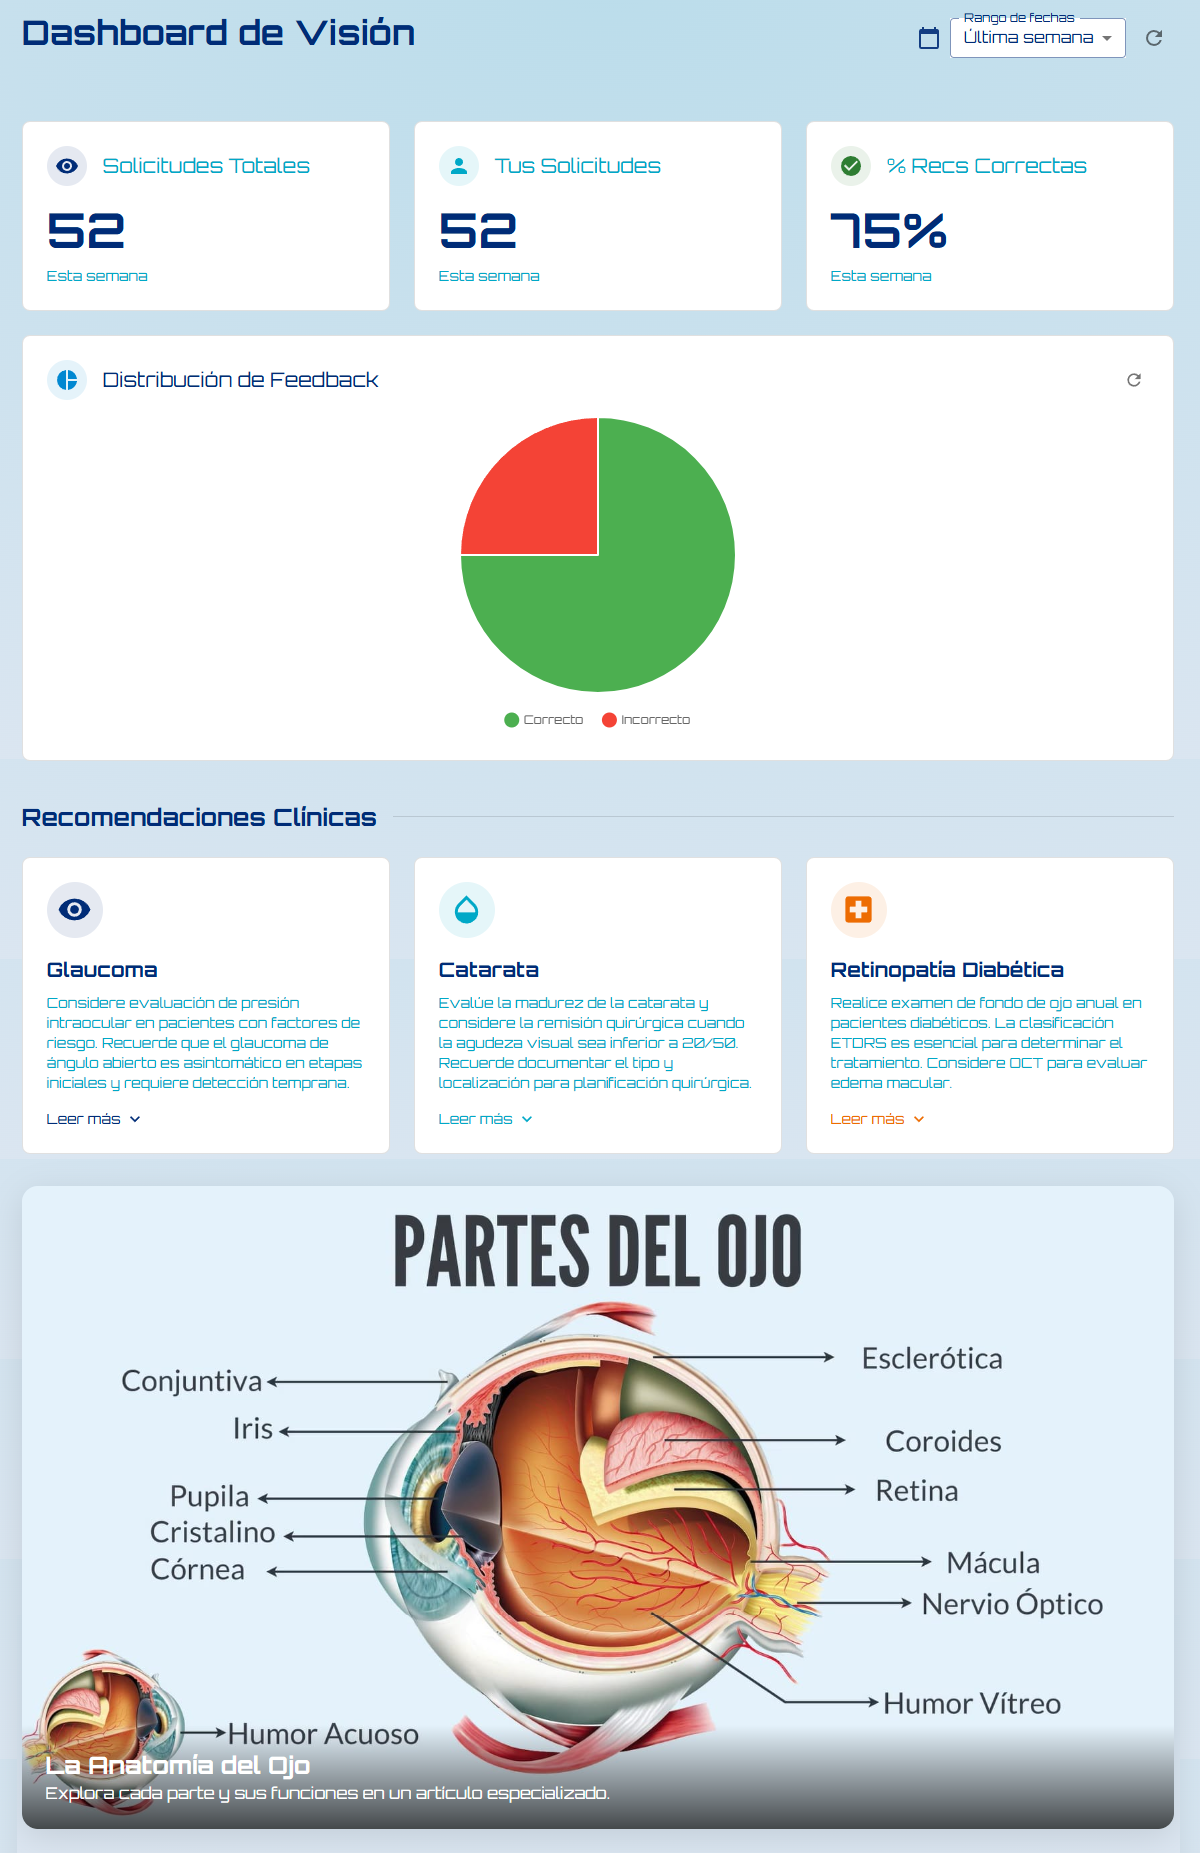 Dashboard de Visión
Rango de fechas
Última semana
Solicitudes Totales
52
Esta semana
Tus Solicitudes
52
Esta semana
% Recs Correctas
75%
Esta semana
Distribución de Feedback
Correcto
Incorrecto
Recomendaciones Clínicas
Glaucoma
Considere evaluación de presión
intraocular en pacientes con factores de
riesgo. Recuerde que el glaucoma de
ángulo abierto es asintomático en etapas
iniciales y requiere detección temprana.
Leer más
Catarata
Evalúe la madurez de la catarata y
considere la remisión quirúrgica cuando
la agudeza visual sea inferior a 20/50.
Recuerde documentar el tipo y
localización para planificación quirúrgica.
Leer más
Retinopatía Diabética
Realice examen de fondo de ojo anual en
pacientes diabéticos. La clasificación
ETDRS es esencial para determinar el
tratamiento. Considere OCT para evaluar
edema macular.
Leer más
PARTES DEL OJO
Conjuntiva
Iris
Pupila
Cristalino
Córnea
Humor Acuoso
Esclerótica
Coroides
Retina
Mácula
Nervio Óptico
Humor Vítreo
La Anatomía del Ojo
Explora cada parte y sus funciones en un artículo especializado.